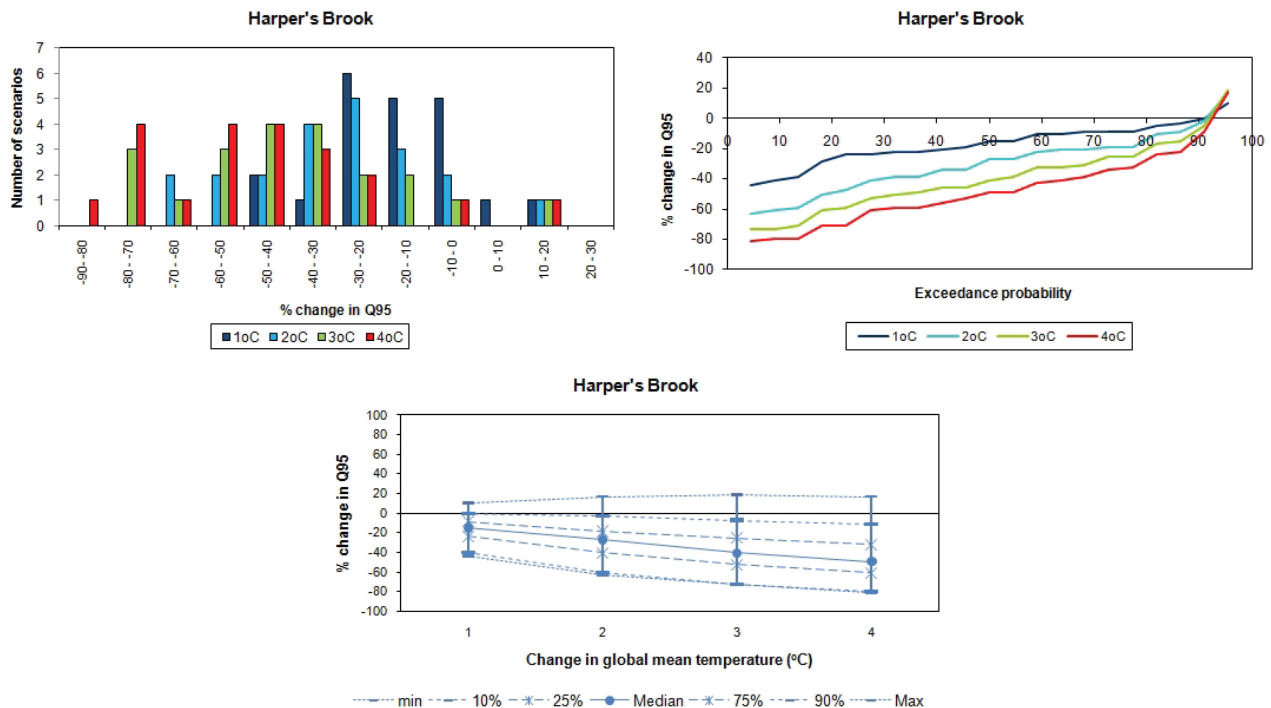 Harper's Brook
Number of scenarios
7
6
5
4
3
2
1
0
-90- -80
-80 - -70
-70 - -60
-60 - -50
-50 - -40
-40 - -30
-30 - -20
-20 - -10
-10 - 0
0 - 10
10 - 20
20 - 30
% change in Q95
1oC 2oC 3oC 4oC
Harper's Brook
% change in Q95
40
20
0
-20
-40
-60
-80
-100
0 10 20 30 40 50 60 70 80 90 100
Exceedance probability
1oC 2oC 3oC 4oC
Harper's Brook
% change in Q95
100
80
60
40
20
0
-20
-40
-60
-80
-100
1 2 3 4
Change in global mean temperature (ºC)
min 10% 25% Median 75% 90% Max